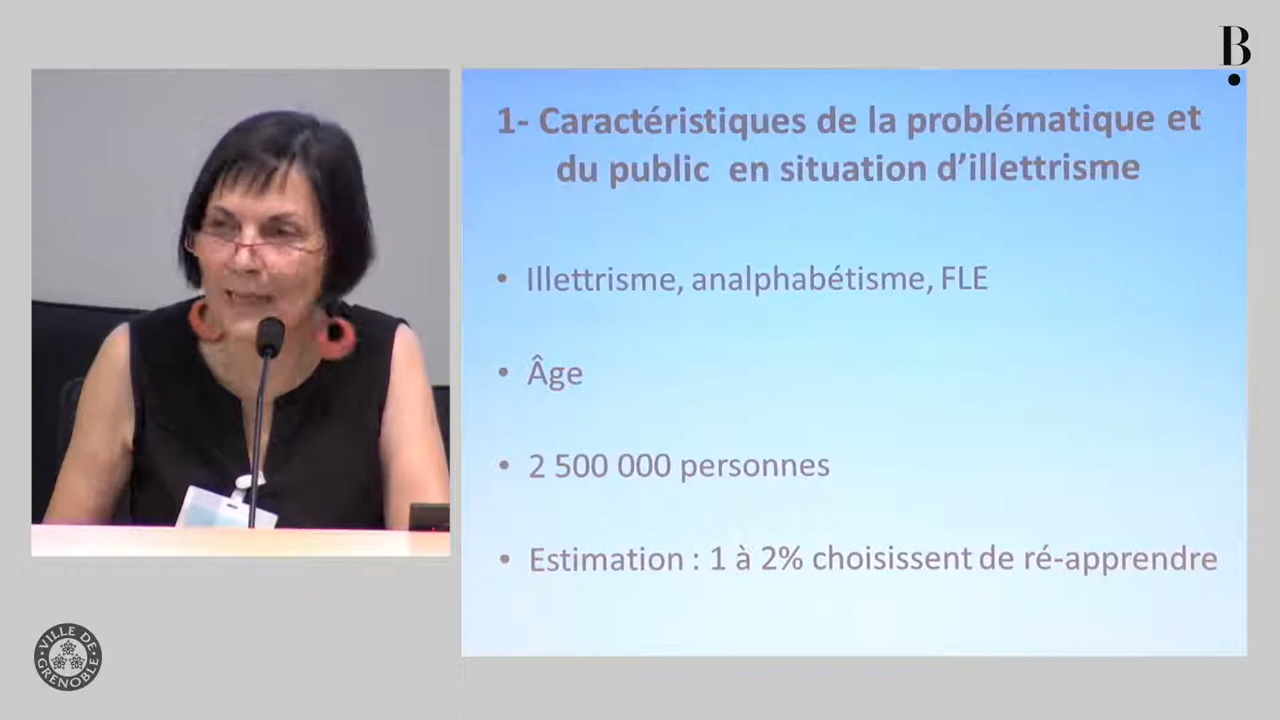 B
1- Caractéristiques de la problématique et
du public en situation d’illettrisme
• Illettrisme, analphabétisme, FLE
• Âge
• 2 500 000 personnes
• Estimation : 1 à 2% choisissent de ré-apprendre
VILLE DE
GRENOBLE